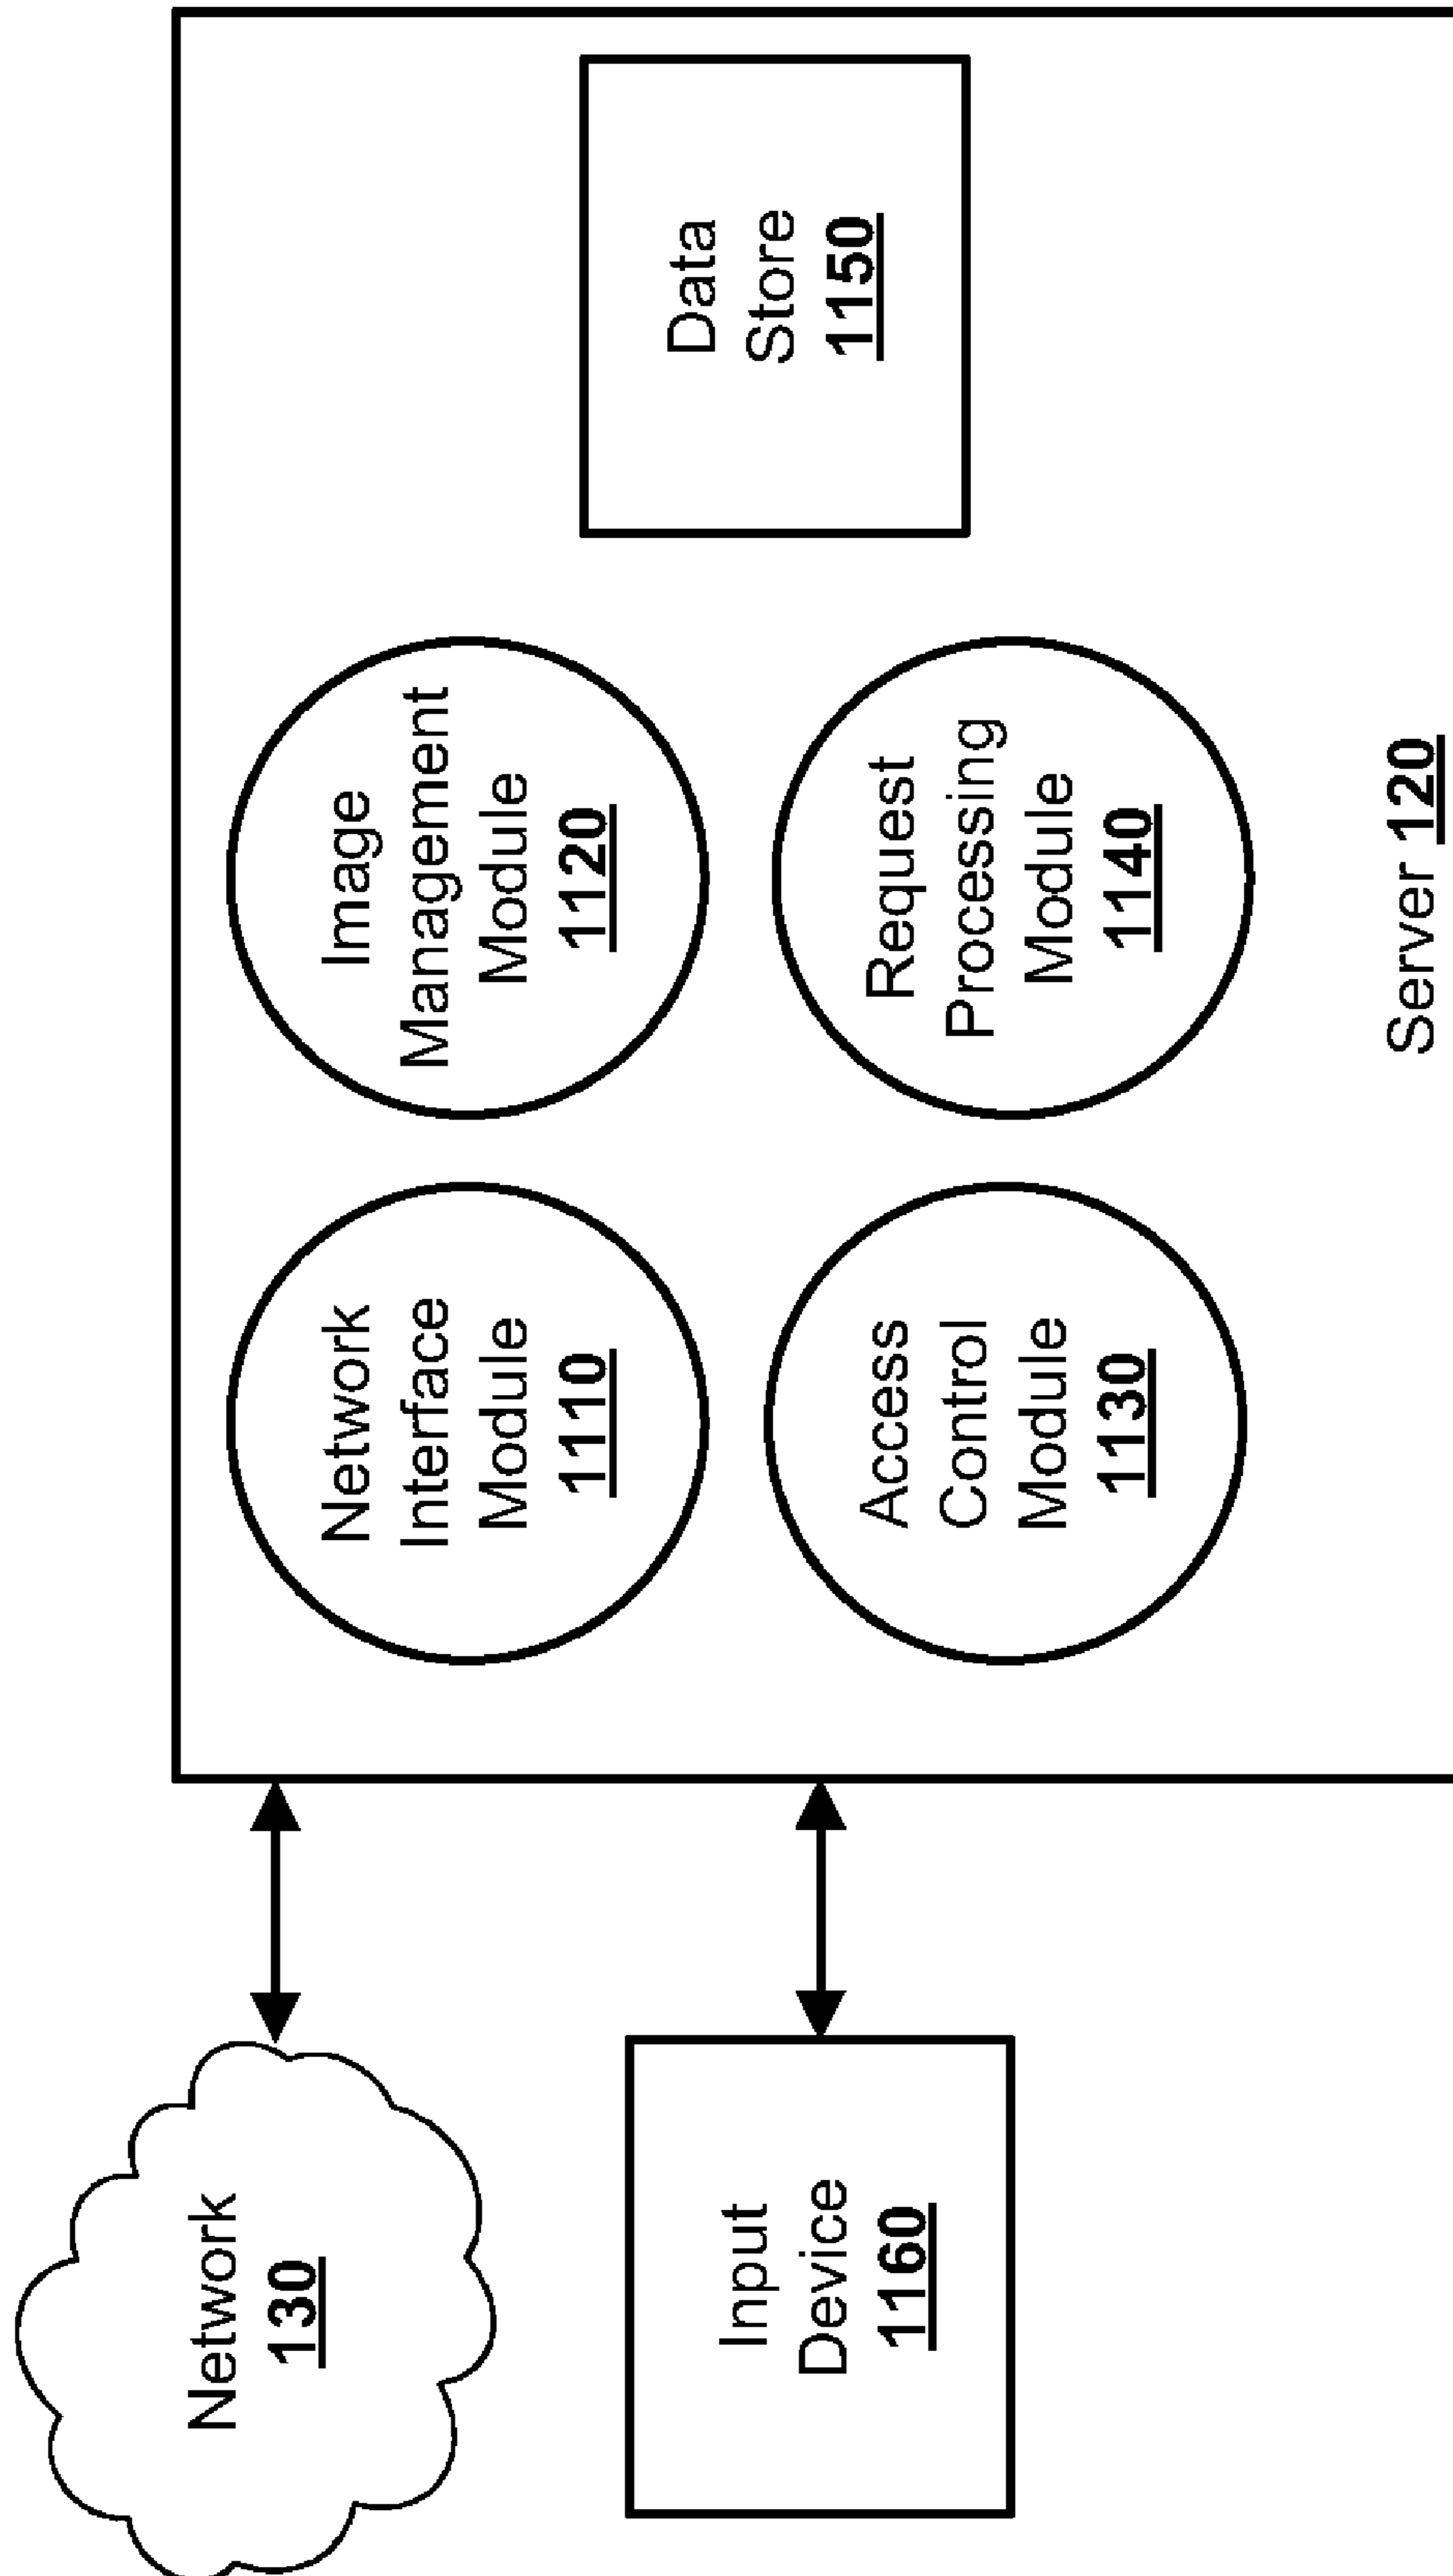 Network
130
Input
Device
1160
Network
Interface
Module
1110
Image
Management
Module
1120
Access
Control
Module
1130
Request
Processing
Module
1140
Data
Store
1150
Server 120